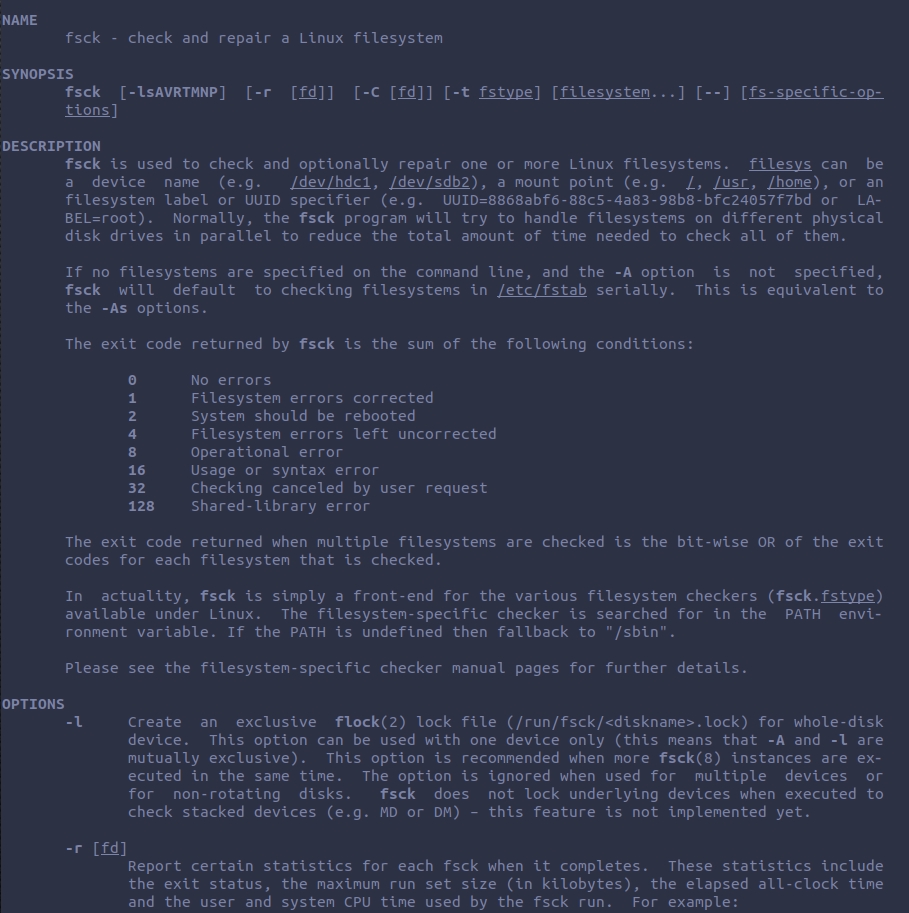 NAME
fsck - check and repair a Linux filesystem
SYNOPSIS
fsck [-lsAVRTMNP] [-r [fd]] [-C [fd]] [-t fstype] [filesystem...] [--] [fs-specific-op-
tions]
DESCRIPTION
fsck is used to check and optionally repair one or more Linux filesystems. filesys can be
a device name (e.g. /dev/hdc1, /dev/sdb2), a mount point (e.g. /, /usr, /home), or an
filesystem label or UUID specifier (e.g. UUID=8868abf6-88c5-4a83-98b8-bfc24057f7bd or LA-
BEL=root). Normally, the fsck program will try to handle filesystems on different physical
disk drives in parallel to reduce the total amount of time needed to check all of them.
If no filesystems are specified on the command line, and the -A option is not specified,
fsck will default to checking filesystems in /etc/fstab serially. This is equivalent to
the -As options.
The exit code returned by fsck is the sum of the following conditions:
0 No errors
1 Filesystem errors corrected
2 System should be rebooted
4 Filesystem errors left uncorrected
8 Operational error
16 Usage or syntax error
32 Checking canceled by user request
128 Shared-library error
The exit code returned when multiple filesystems are checked is the bit-wise OR of the exit
codes for each filesystem that is checked.
In actuality, fsck is simply a front-end for the various filesystem checkers (fsck.fstype)
available under Linux. The filesystem-specific checker is searched for in the PATH envi-
ronment variable. If the PATH is undefined then fallback to "/sbin".
Please see the filesystem-specific checker manual pages for further details.
OPTIONS
-l Create an exclusive flock(2) lock file (/run/fsck/<diskname>.lock) for whole-disk
device. This option can be used with one device only (this means that -A and -l are
mutually exclusive). This option is recommended when more fsck(8) instances are ex-
ecuted in the same time. The option is ignored when used for multiple devices or
for non-rotating disks. fsck does not lock underlying devices when executed to
check stacked devices (e.g. MD or DM) – this feature is not implemented yet.
-r [fd]
Report certain statistics for each fsck when it completes. These statistics include
the exit status, the maximum run set size (in kilobytes), the elapsed all-clock time
and the user and system CPU time used by the fsck run. For example: